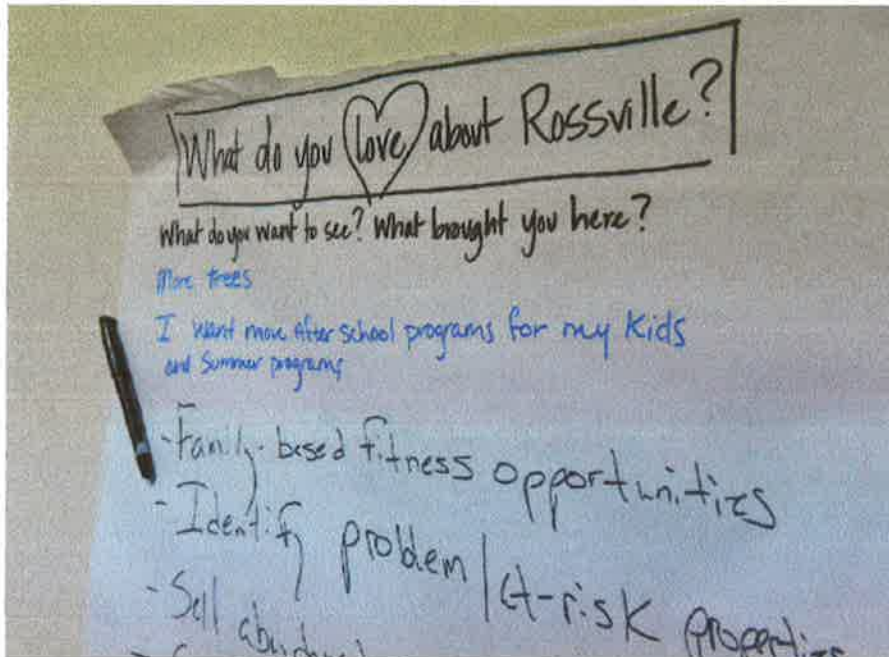 What do you love about Rossville?
What do you want to see? What brought you here?
More trees
I want more After school programs for my Kids
and Summer programs
- Family-based fitness opportunities
- Identify problem/at-risk properties
- Sell abandoned